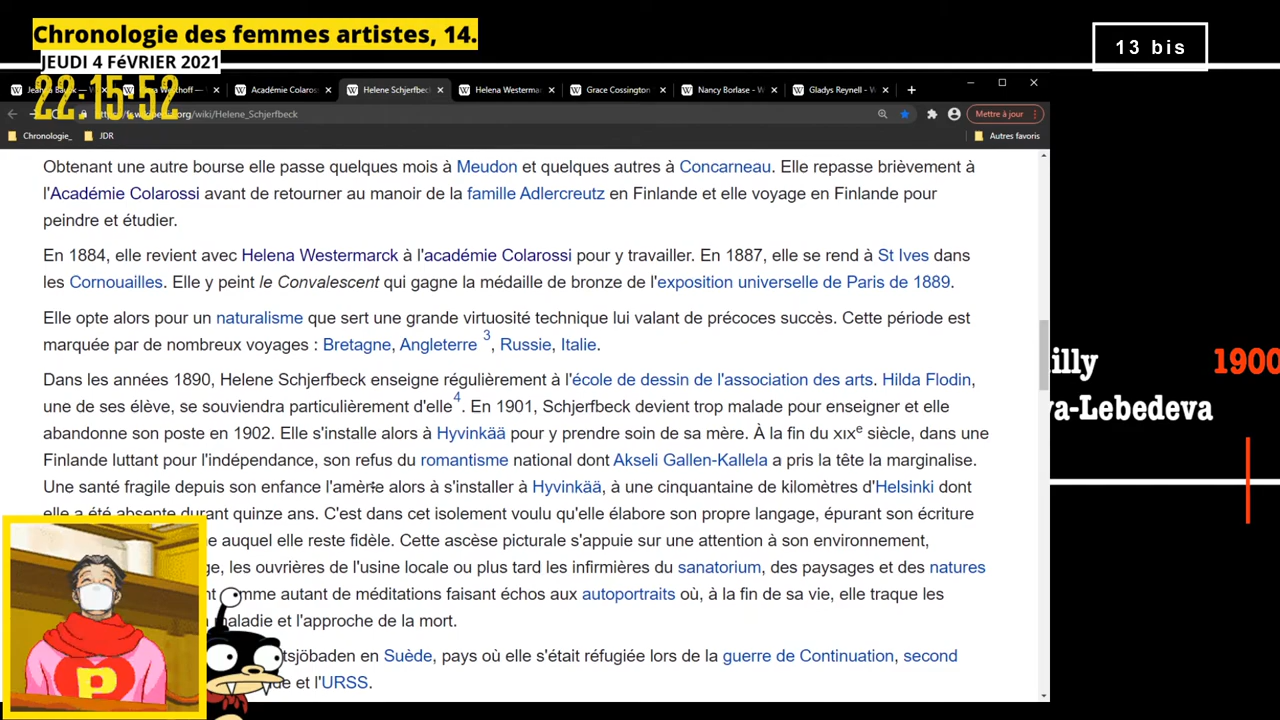 Chronologie des femmes artistes, 14.
JEUDI 4 FéVRIER 2021
13 bis
22:15:52
Académie Colaros
Helene Schjerfbec
Helena Westerma
Grace Cossington
Nancy Borlase - W
Gladys Reynell - W
.org/wiki/Helene_Schjerfbeck
Mettre à jour
Chronologie_
JDR
Autres favoris
Obtenant une autre bourse elle passe quelques mois à Meudon et quelques autres à Concarneau. Elle repasse brièvement à
l'Académie Colarossi avant de retourner au manoir de la famille Adlercreutz en Finlande et elle voyage en Finlande pour
peindre et étudier.
En 1884, elle revient avec Helena Westermarck à l'académie Colarossi pour y travailler. En 1887, elle se rend à St Ives dans
les Cornouailles. Elle y peint le Convalescent qui gagne la médaille de bronze de l'exposition universelle de Paris de 1889.
Elle opte alors pour un naturalisme que sert une grande virtuosité technique lui valant de précoces succès. Cette période est
marquée par de nombreux voyages : Bretagne, Angleterre 3, Russie, Italie.
Dans les années 1890, Helene Schjerfbeck enseigne régulièrement à l'école de dessin de l'association des arts. Hilda Flodin,
une de ses élève, se souviendra particulièrement d'elle4. En 1901, Schjerfbeck devient trop malade pour enseigner et elle
abandonne son poste en 1902. Elle s'installe alors à Hyvinkää pour y prendre soin de sa mère. À la fin du XIXe siècle, dans une
Finlande luttant pour l'indépendance, son refus du romantisme national dont Akseli Gallen-Kallela a pris la tête la marginalise.
Une santé fragile depuis son enfance l'amène alors à s'installer à Hyvinkää, à une cinquantaine de kilomètres d'Helsinki dont
elle a été absente durant quinze ans. C'est dans cet isolement voulu qu'elle élabore son propre langage, épurant son écriture
e auquel elle reste fidèle. Cette ascèse picturale s'appuie sur une attention à son environnement,
ge, les ouvrières de l'usine locale ou plus tard les infirmières du sanatorium, des paysages et des natures
omme autant de méditations faisant échos aux autoportraits où, à la fin de sa vie, elle traque les
maladie et l'approche de la mort.
tsjöbaden en Suède, pays où elle s'était réfugiée lors de la guerre de Continuation, second
de et l'URSS.
illy
1900
va-Lebedeva
P